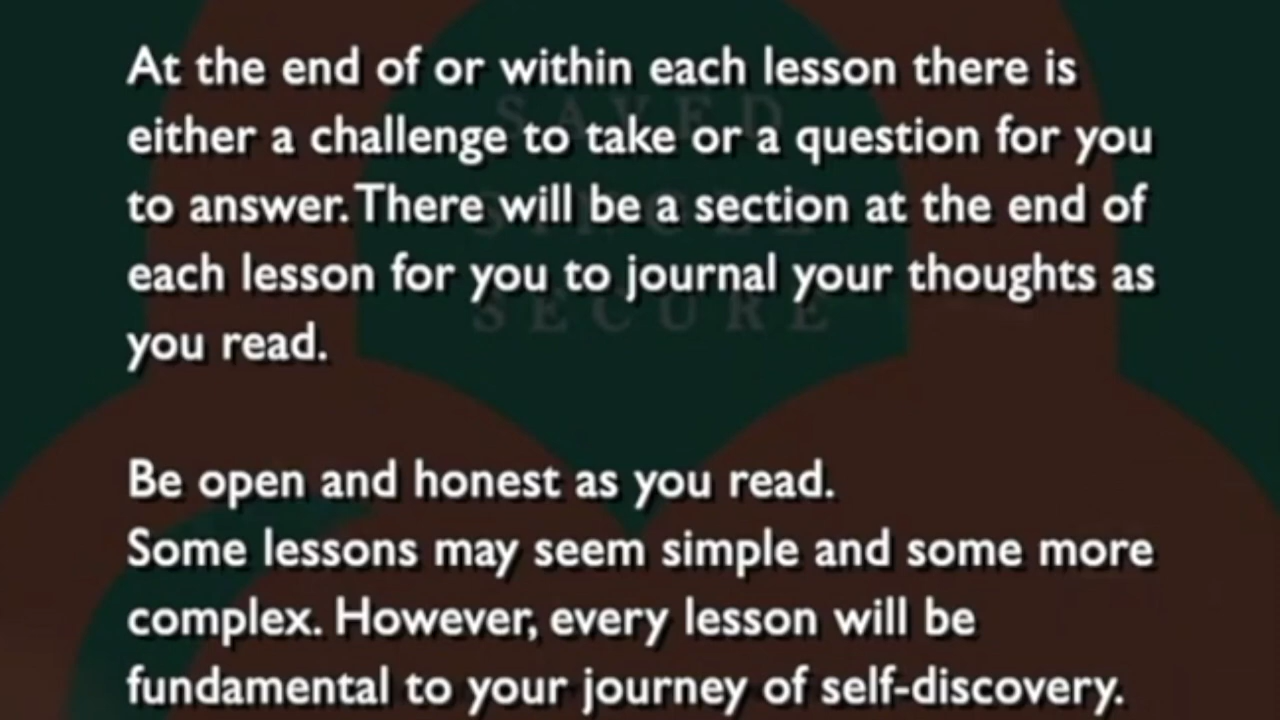 At the end of or within each lesson there is
either a challenge to take or a question for you
to answer. There will be a section at the end of
each lesson for you to journal your thoughts as
you read.
Be open and honest as you read.
Some lessons may seem simple and some more
complex. However, every lesson will be
fundamental to your journey of self-discovery.
SAVED
SINGLE
SECURE